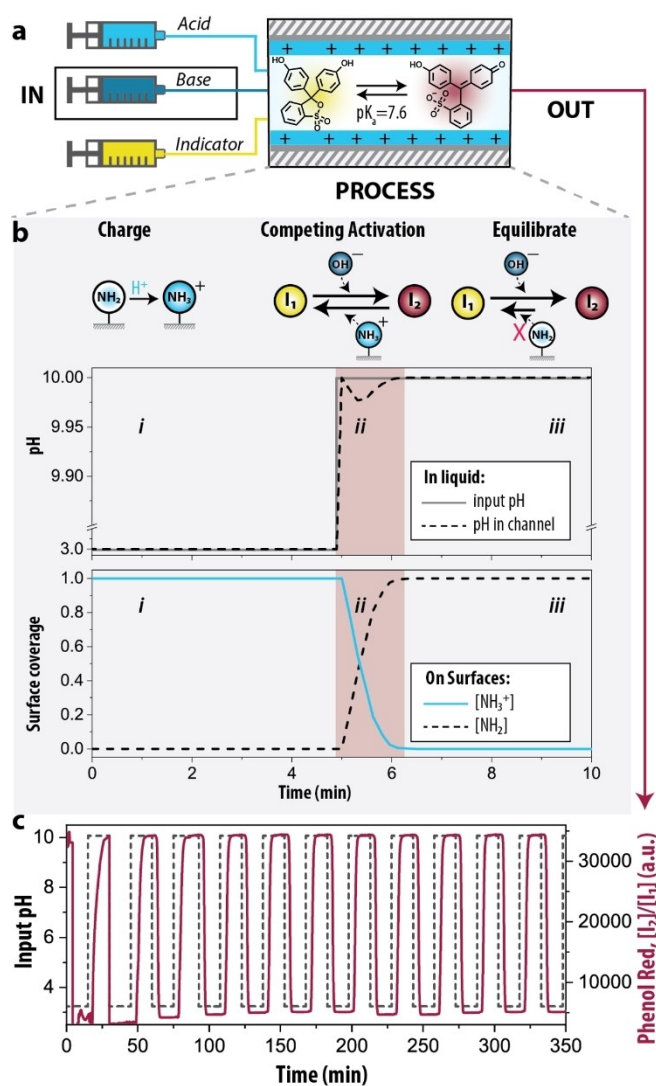 a
Acid
IN
Base
Indicator
+ + + + + + + + +
HO OH HO O
pKa=7.6
O S O O
O⁻ O S O
+ + + + + + + + +
OUT
PROCESS
b
Charge Competing Activation Equilibrate
NH₂ H⁺ NH₃ +
I₁ OH − I₂ NH₃ +
I₁ OH − I₂ X NH₂
10.00
9.95
9.90
3.0
pH
i ii iii
In liquid:
input pH
pH in channel
1.0
0.8
0.6
0.4
0.2
0.0
Surface coverage
i ii iii
On Surfaces:
[NH₃⁺]
[NH₂]
0 2 4 6 8 10
Time (min)
c
10
8
6
4
Input pH
30000
20000
10000
Phenol Red, [I₂]/[I₁] (a.u.)
0 50 100 150 200 250 300 350
Time (min)